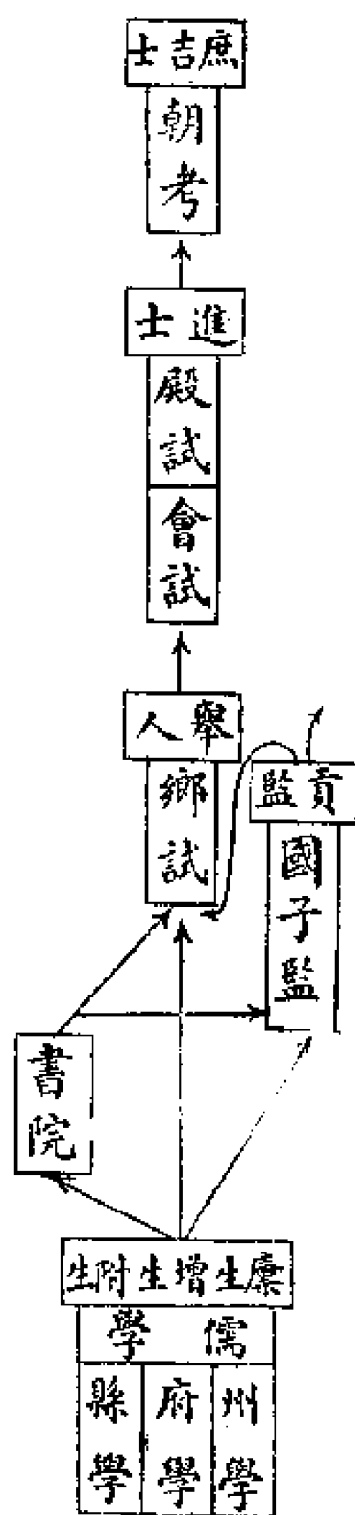 庶吉士
朝考
進士
殿試
會試
舉人
鄉試
貢監
國子監
書院
廩生增生附生
儒學
州學
府學
縣學